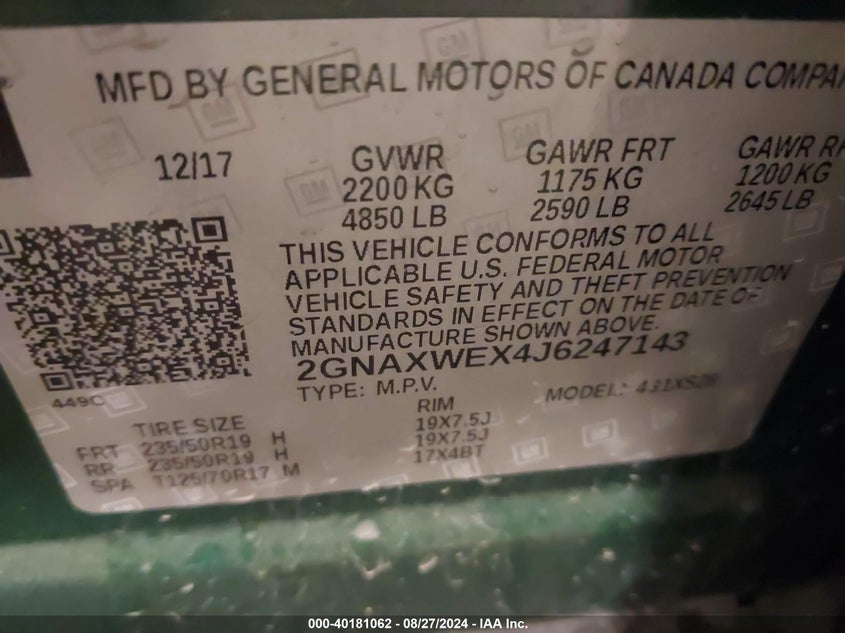 MFD BY GENERAL MOTORS OF CANADA COMPA
12/17
GVWR
2200 KG
4850 LB
GAWR FRT
1175 KG
2590 LB
GAWR
1200 KG
2645 LB
THIS VEHICLE CONFORMS TO ALL
APPLICABLE U.S. FEDERAL MOTOR
VEHICLE SAFETY AND THEFT PREVENTION
STANDARDS IN EFFECT ON THE DATE OF
MANUFACTURE SHOWN ABOVE.
2GNAXWEX4J6247143
TYPE: M.P.V.
MODEL: 431XS26
449C
TIRE SIZE
RIM
FRT 235/50R19 H 19X7.5J
RR 235/50R19 H 19X7.5J
SPA T125/70R17 M 17X4BT
GM
000-40181062 - 08/27/2024 - IAA Inc.